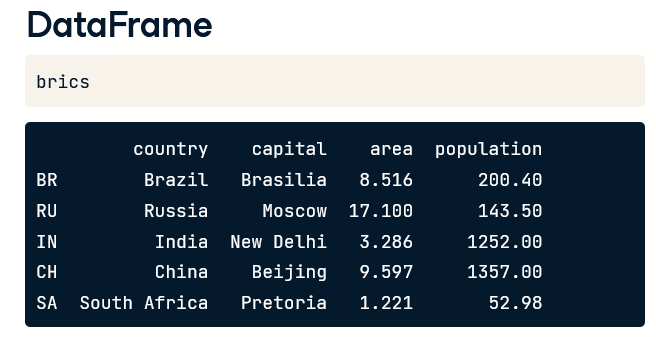 DataFrame
brics
country capital area population
BR Brazil Brasilia 8.516 200.40
RU Russia Moscow 17.100 143.50
IN India New Delhi 3.286 1252.00
CH China Beijing 9.597 1357.00
SA South Africa Pretoria 1.221 52.98